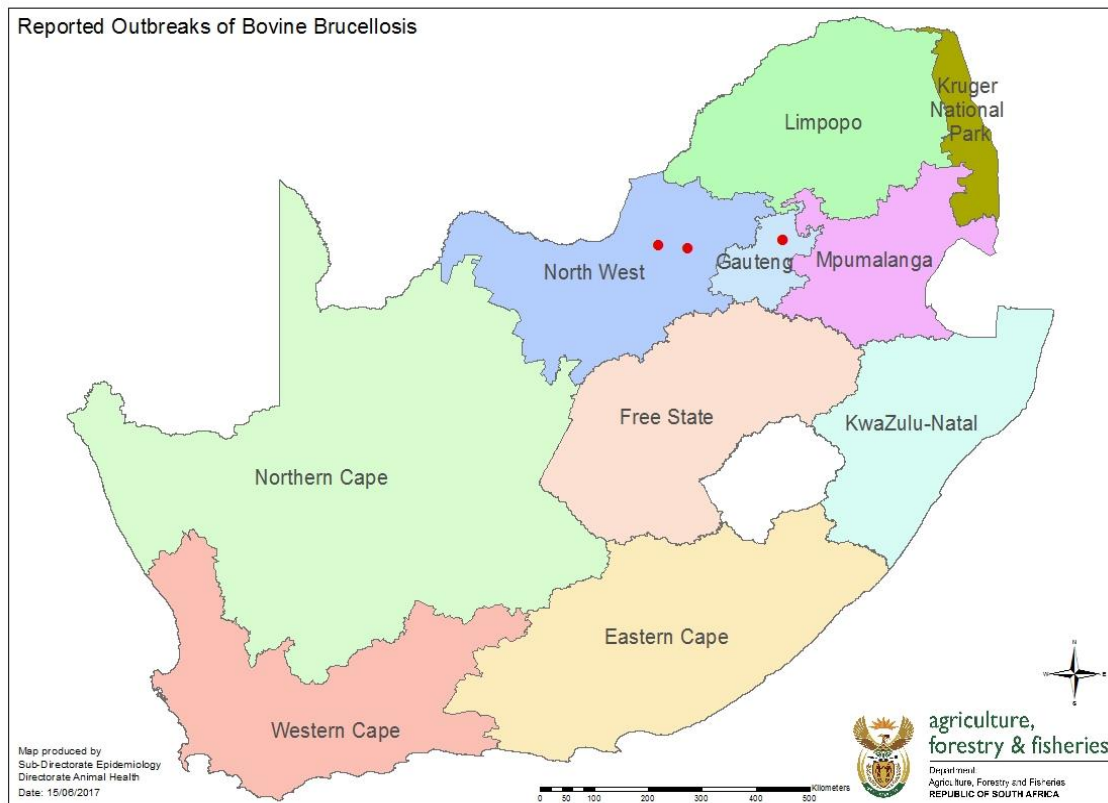 Reported Outbreaks of Bovine Brucellosis
Kruger
National
Park
Limpopo
North West
Gauteng
Mpumalanga
Free State
KwaZulu-Natal
Northern Cape
Eastern Cape
Western Cape
N
W
E
S
Map produced by
Sub-Directorate Epidemiology
Directorate Animal Health
Date: 15/06/2017
0 50 100 200 300 400 500
Kilometers
agriculture,
forestry & fisheries
Department:
Agriculture, Forestry and Fisheries
REPUBLIC OF SOUTH AFRICA